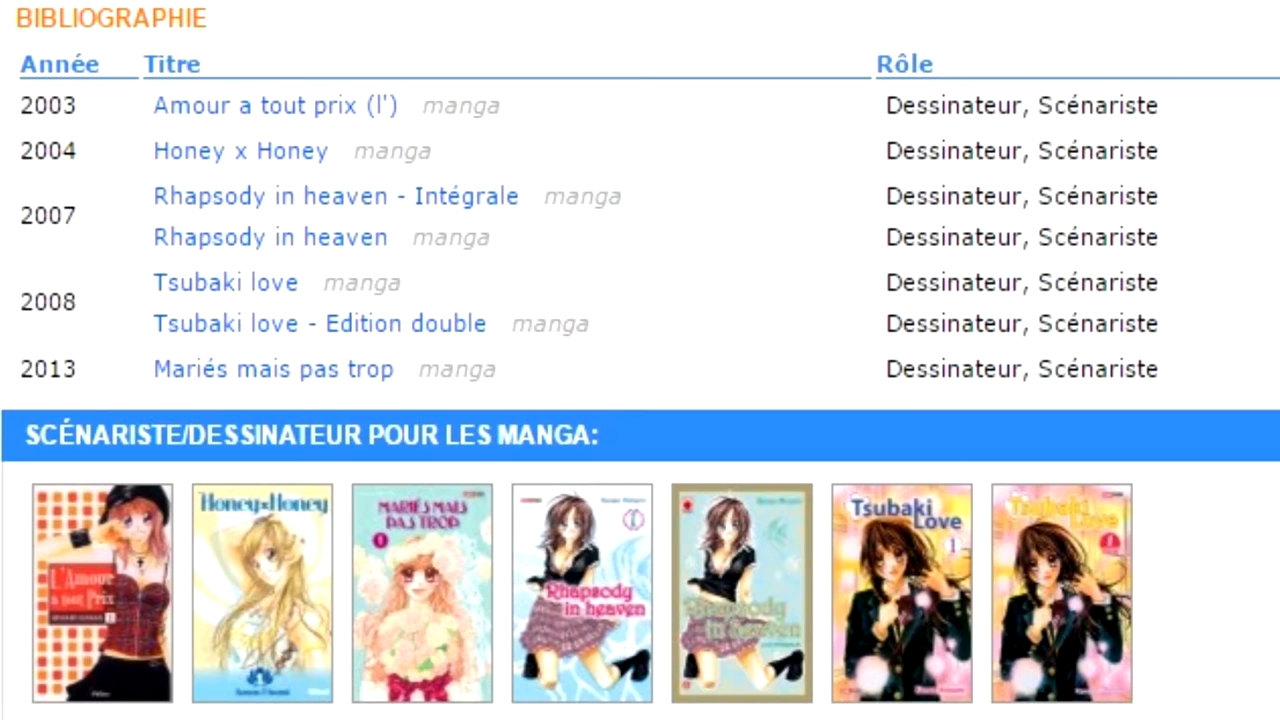 BIBLIOGRAPHIE
Année Titre Rôle
2003 Amour a tout prix (l') manga Dessinateur, Scénariste
2004 Honey x Honey manga Dessinateur, Scénariste
2007 Rhapsody in heaven - Intégrale manga Dessinateur, Scénariste
Rhapsody in heaven manga Dessinateur, Scénariste
2008 Tsubaki love manga Dessinateur, Scénariste
Tsubaki love - Edition double manga Dessinateur, Scénariste
2013 Mariés mais pas trop manga Dessinateur, Scénariste
SCÉNARISTE/DESSINATEUR POUR LES MANGA:
L'Amour
a tout Prix
Honey x Honey
MARIÉS MAIS
PAS TROP
Rhapsody
in heaven
Rhapsody
in heaven
Tsubaki
Love
1
Tsubaki
Love